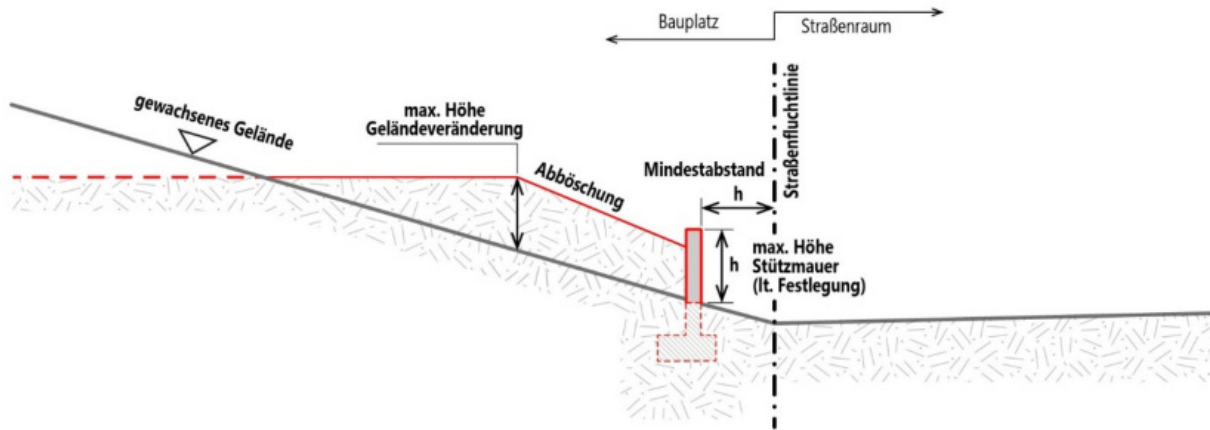 Bauplatz
Straßenraum
Straßenfluchtlinie
gewachsenes Gelände
max. Höhe
Geländeveränderung
Abböschung
Mindestabstand
h
h
max. Höhe
Stützmauer
(lt. Festlegung)